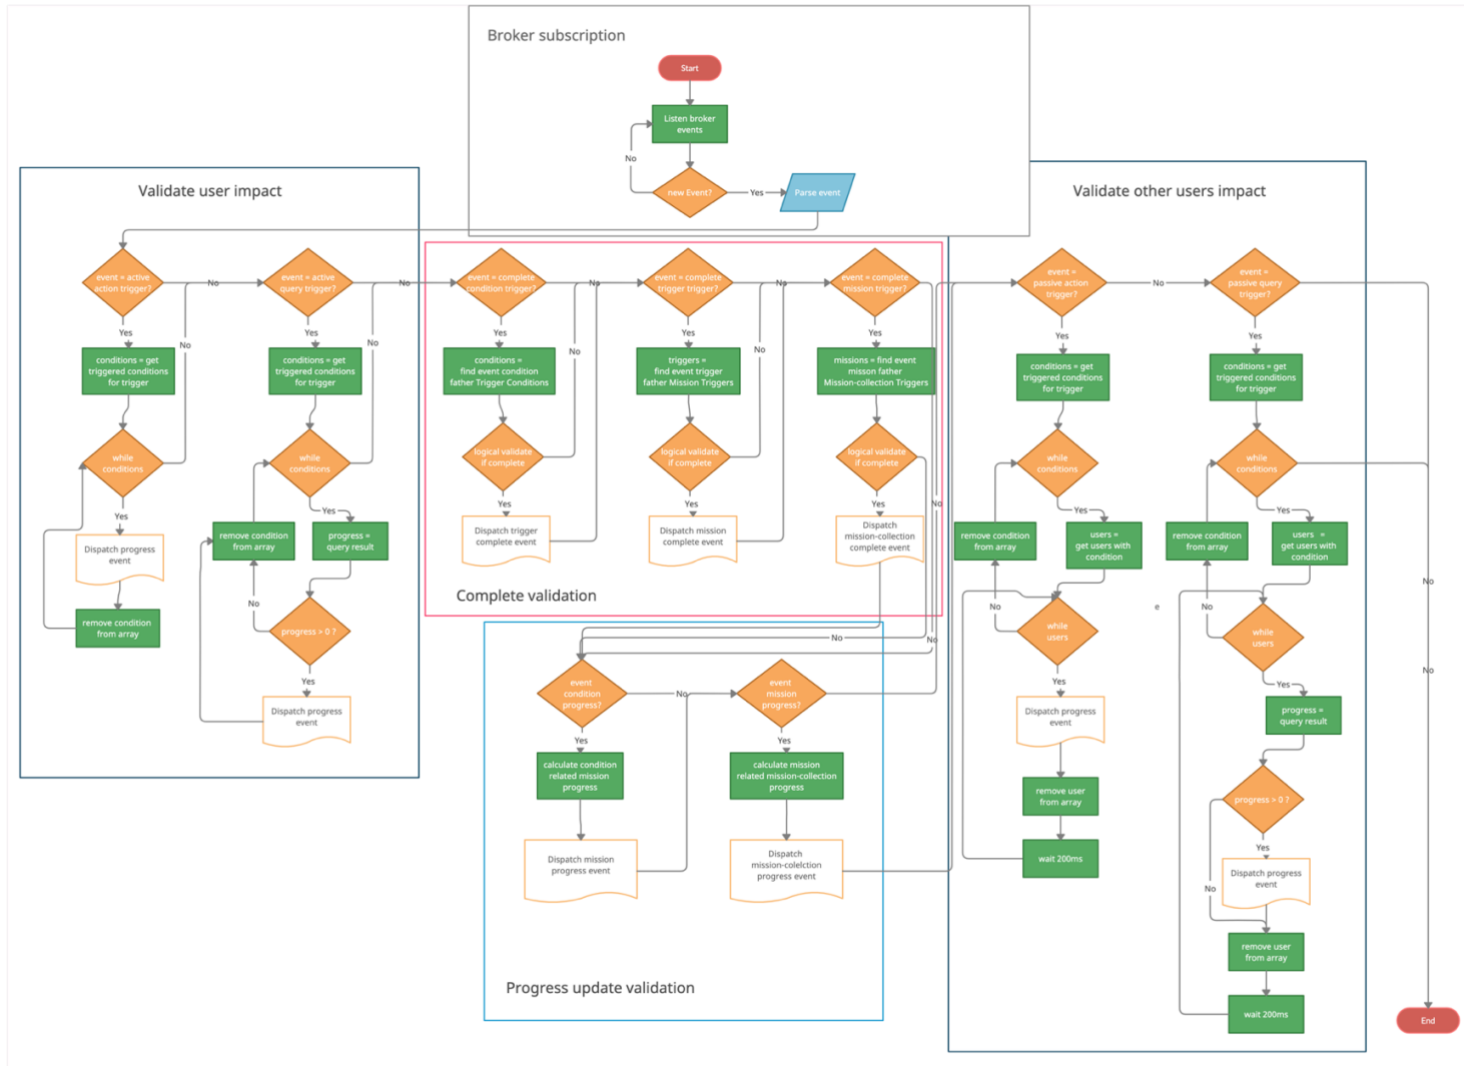 Broker subscription
Start
Listen broker
events
No
new Event?
Yes
Parse event
Validate user impact
event = active
action trigger?
No
event = active
query trigger?
No
Yes
Yes
No
No
conditions = get
triggered conditions
for trigger
conditions = get
triggered conditions
for trigger
while
conditions
while
conditions
Yes
Yes
Dispatch progress
event
remove condition
from array
progress =
query result
remove condition
from array
No
progress > 0 ?
Yes
Dispatch progress
event
event = complete
condition trigger?
No
event = complete
trigger trigger?
No
event = complete
mission trigger?
Yes
Yes
Yes
No
No
conditions =
find event condition
father Trigger Conditions
triggers =
find event trigger
father Mission Triggers
missions = find event
misson father
Mission-collection Triggers
logical validate
if complete
logical validate
if complete
logical validate
if complete
Yes
Yes
Yes
No
Dispatch trigger
complete event
Dispatch mission
complete event
Dispatch
mission-collection
complete event
Complete validation
No
No
event
condition
progress?
No
event
mission
progress?
Yes
Yes
calculate condition
related mission
progress
calculate mission
related mission-collection
progress
Dispatch mission
progress event
Dispatch
mission-colelction
progress event
Progress update validation
Validate other users impact
event =
passive action
trigger?
No
event =
passive query
trigger?
Yes
Yes
conditions = get
triggered conditions
for trigger
conditions = get
triggered conditions
for trigger
while
conditions
while
conditions
Yes
Yes
remove condition
from array
users =
get users with
condition
remove condition
from array
users =
get users with
condition
No
e
No
No
while
users
while
users
Yes
Yes
No
Dispatch progress
event
progress =
query result
remove user
from array
progress > 0 ?
wait 200ms
Yes
No
Dispatch progress
event
remove user
from array
wait 200ms
End